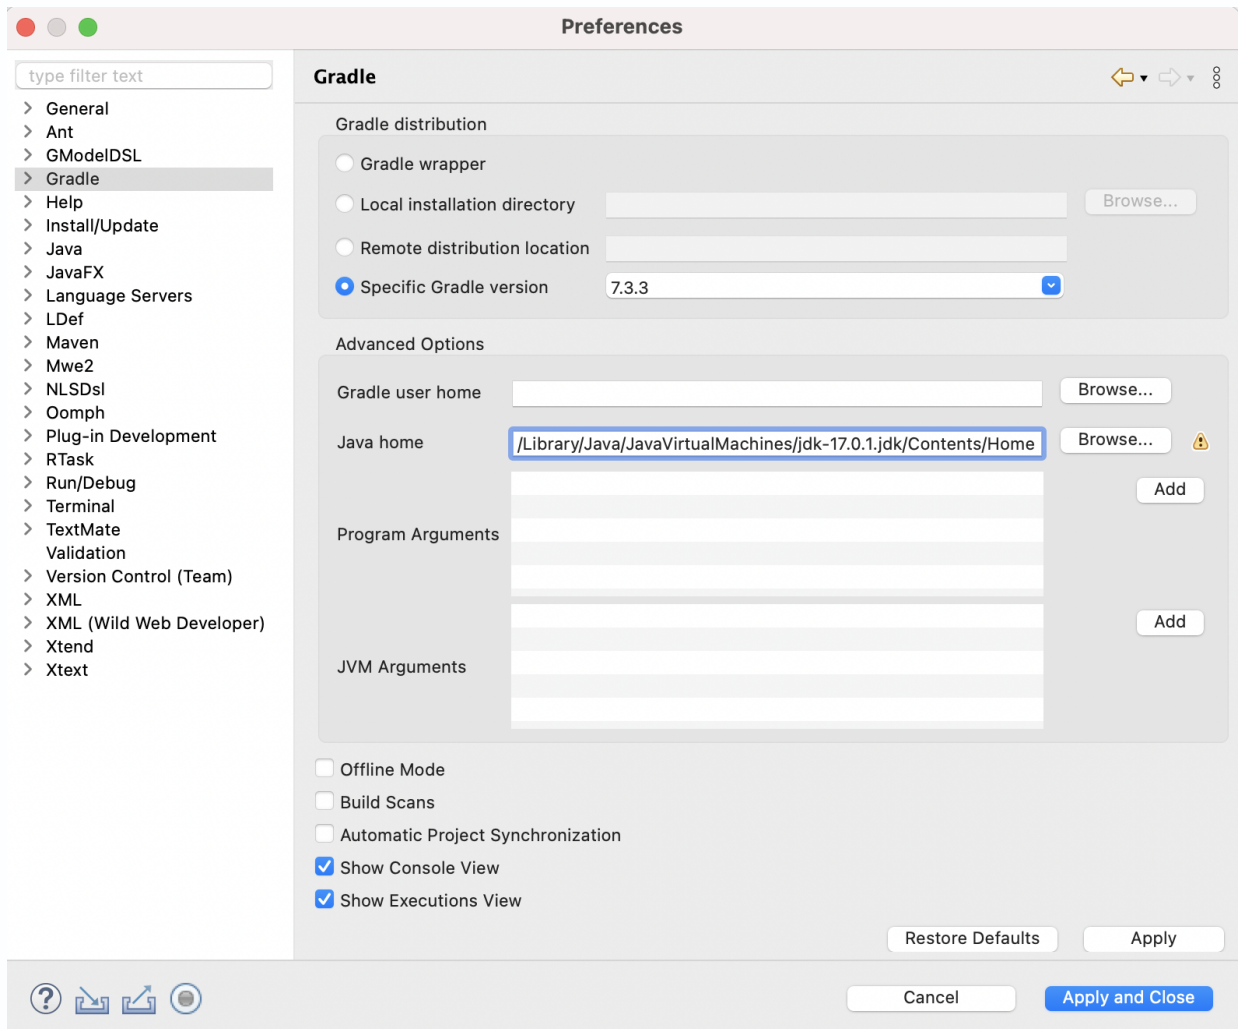 Preferences
type filter text
General
Ant
GModelDSL
Gradle
Help
Install/Update
Java
JavaFX
Language Servers
LDef
Maven
Mwe2
NLSDsl
Oomph
Plug-in Development
RTask
Run/Debug
Terminal
TextMate
Validation
Version Control (Team)
XML
XML (Wild Web Developer)
Xtend
Xtext
Gradle
Gradle distribution
Gradle wrapper
Local installation directory Browse...
Remote distribution location
Specific Gradle version 7.3.3
Advanced Options
Gradle user home Browse...
Java home /Library/Java/JavaVirtualMachines/jdk-17.0.1.jdk/Contents/Home Browse...
Add
Program Arguments
Add
JVM Arguments
Offline Mode
Build Scans
Automatic Project Synchronization
Show Console View
Show Executions View
Restore Defaults Apply
? Cancel Apply and Close